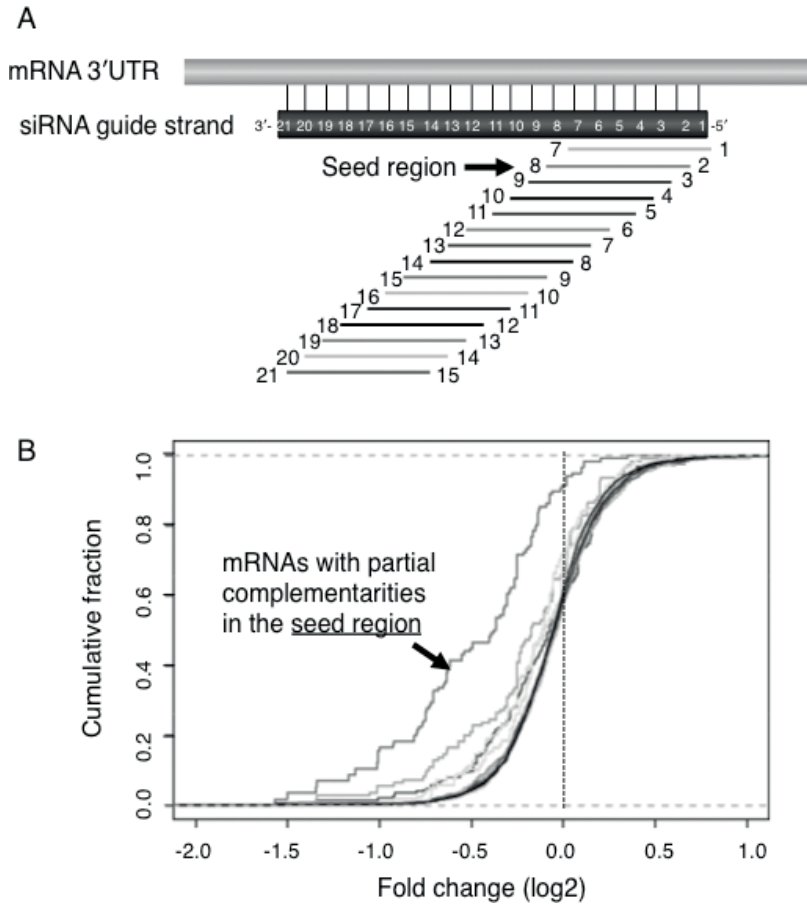 A
mRNA 3′UTR
siRNA guide strand 3′- 21 20 19 18 17 16 15 14 13 12 11 10 9 8 7 6 5 4 3 2 1 -5′
7 1
Seed region 8 2
9 3
10 4
11 5
12 6
13 7
14 8
15 9
16 10
17 11
18 12
19 13
20 14
21 15
B
Cumulative fraction
1.0
0.8
0.6
0.4
0.2
0.0
mRNAs with partial
complementarities
in the seed region
-2.0 -1.5 -1.0 -0.5 0.0 0.5 1.0
Fold change (log2)